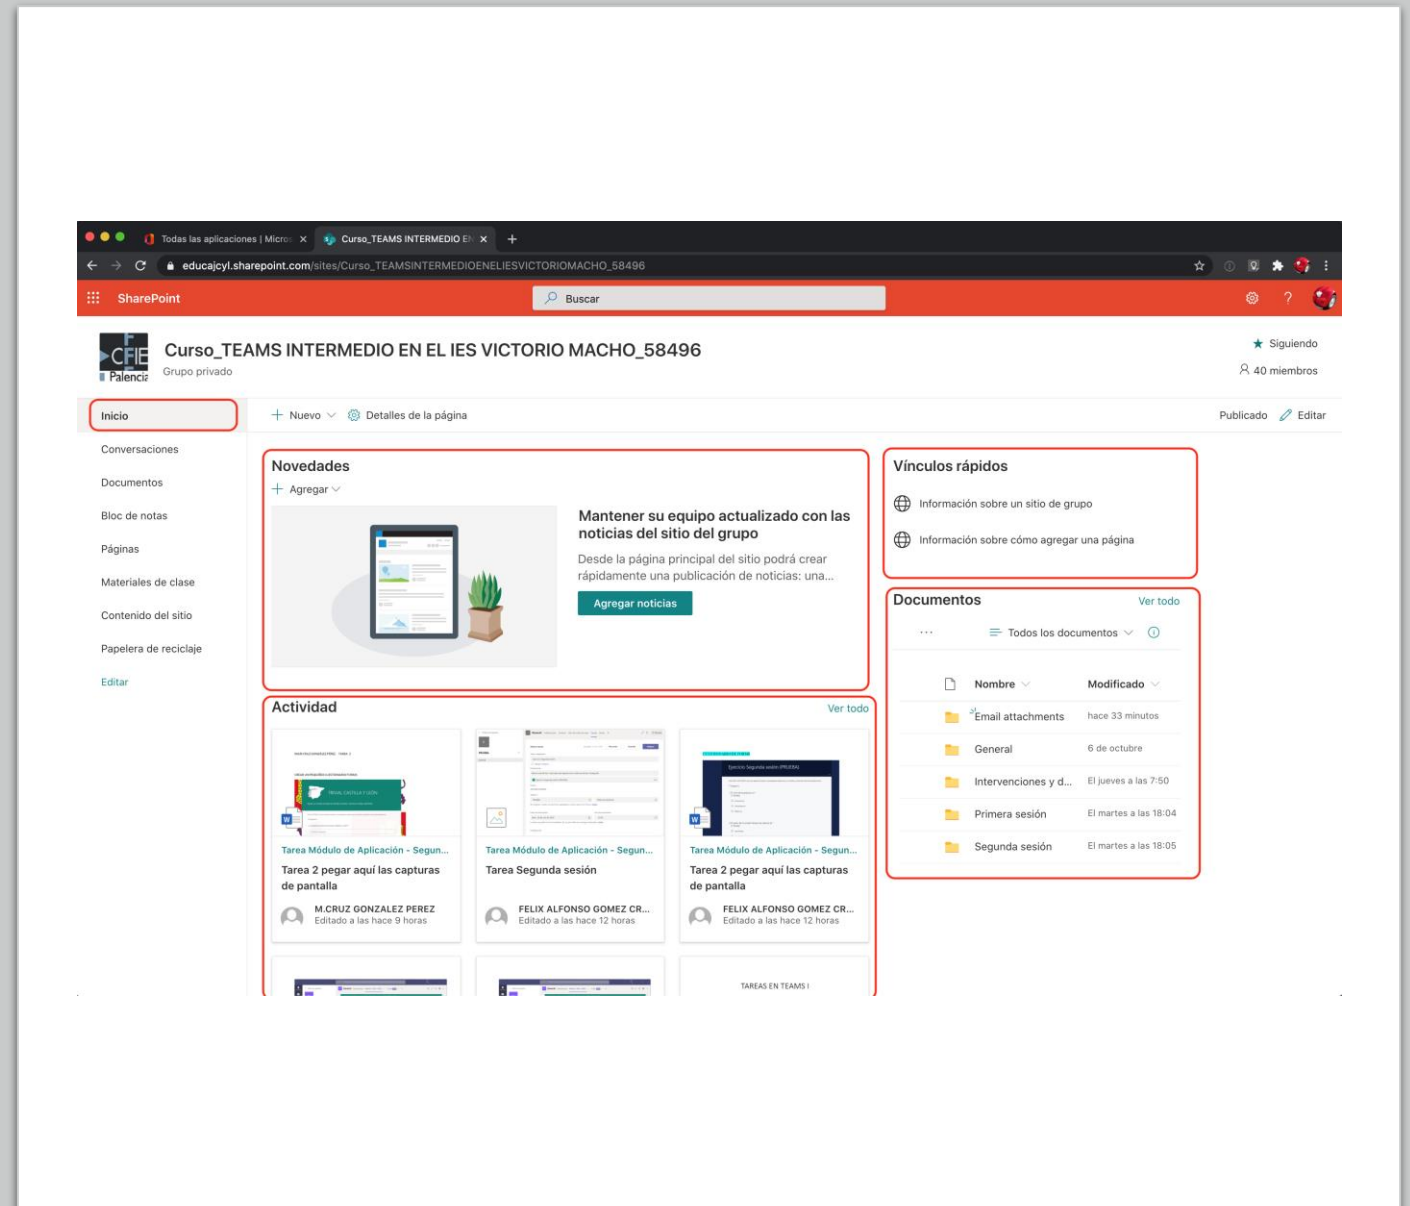 Todas las aplicaciones | Micros
Curso_TEAMS INTERMEDIO EN
educajcyl.sharepoint.com/sites/Curso_TEAMSINTERMEDIOENELIESVICTORIOMACHO_58496
SharePoint
Buscar
CFIE
Palencia
Curso_TEAMS INTERMEDIO EN EL IES VICTORIO MACHO_58496
Grupo privado
Siguiendo
40 miembros
Inicio
Conversaciones
Documentos
Bloc de notas
Páginas
Materiales de clase
Contenido del sitio
Papelera de reciclaje
Editar
Nuevo
Detalles de la página
Publicado
Editar
Novedades
Agregar
Mantener su equipo actualizado con las
noticias del sitio del grupo
Desde la página principal del sitio podrá crear
rápidamente una publicación de noticias: una...
Agregar noticias
Vínculos rápidos
Información sobre un sitio de grupo
Información sobre cómo agregar una página
Documentos
Ver todo
Todos los documentos
Nombre
Modificado
Email attachments
hace 33 minutos
General
6 de octubre
Intervenciones y d...
El jueves a las 7:50
Primera sesión
El martes a las 18:04
Segunda sesión
El martes a las 18:05
Actividad
Ver todo
Tarea Módulo de Aplicación - Segun...
Tarea 2 pegar aquí las capturas
de pantalla
M.CRUZ GONZALEZ PEREZ
Editado a las hace 9 horas
Tarea Módulo de Aplicación - Segun...
Tarea Segunda sesión
FELIX ALFONSO GOMEZ CR...
Editado a las hace 12 horas
Ejercicio Segunda sesión (PRUEBA)
Tarea Módulo de Aplicación - Segun...
Tarea 2 pegar aquí las capturas
de pantalla
FELIX ALFONSO GOMEZ CR...
Editado a las hace 12 horas
TAREAS EN TEAMS I